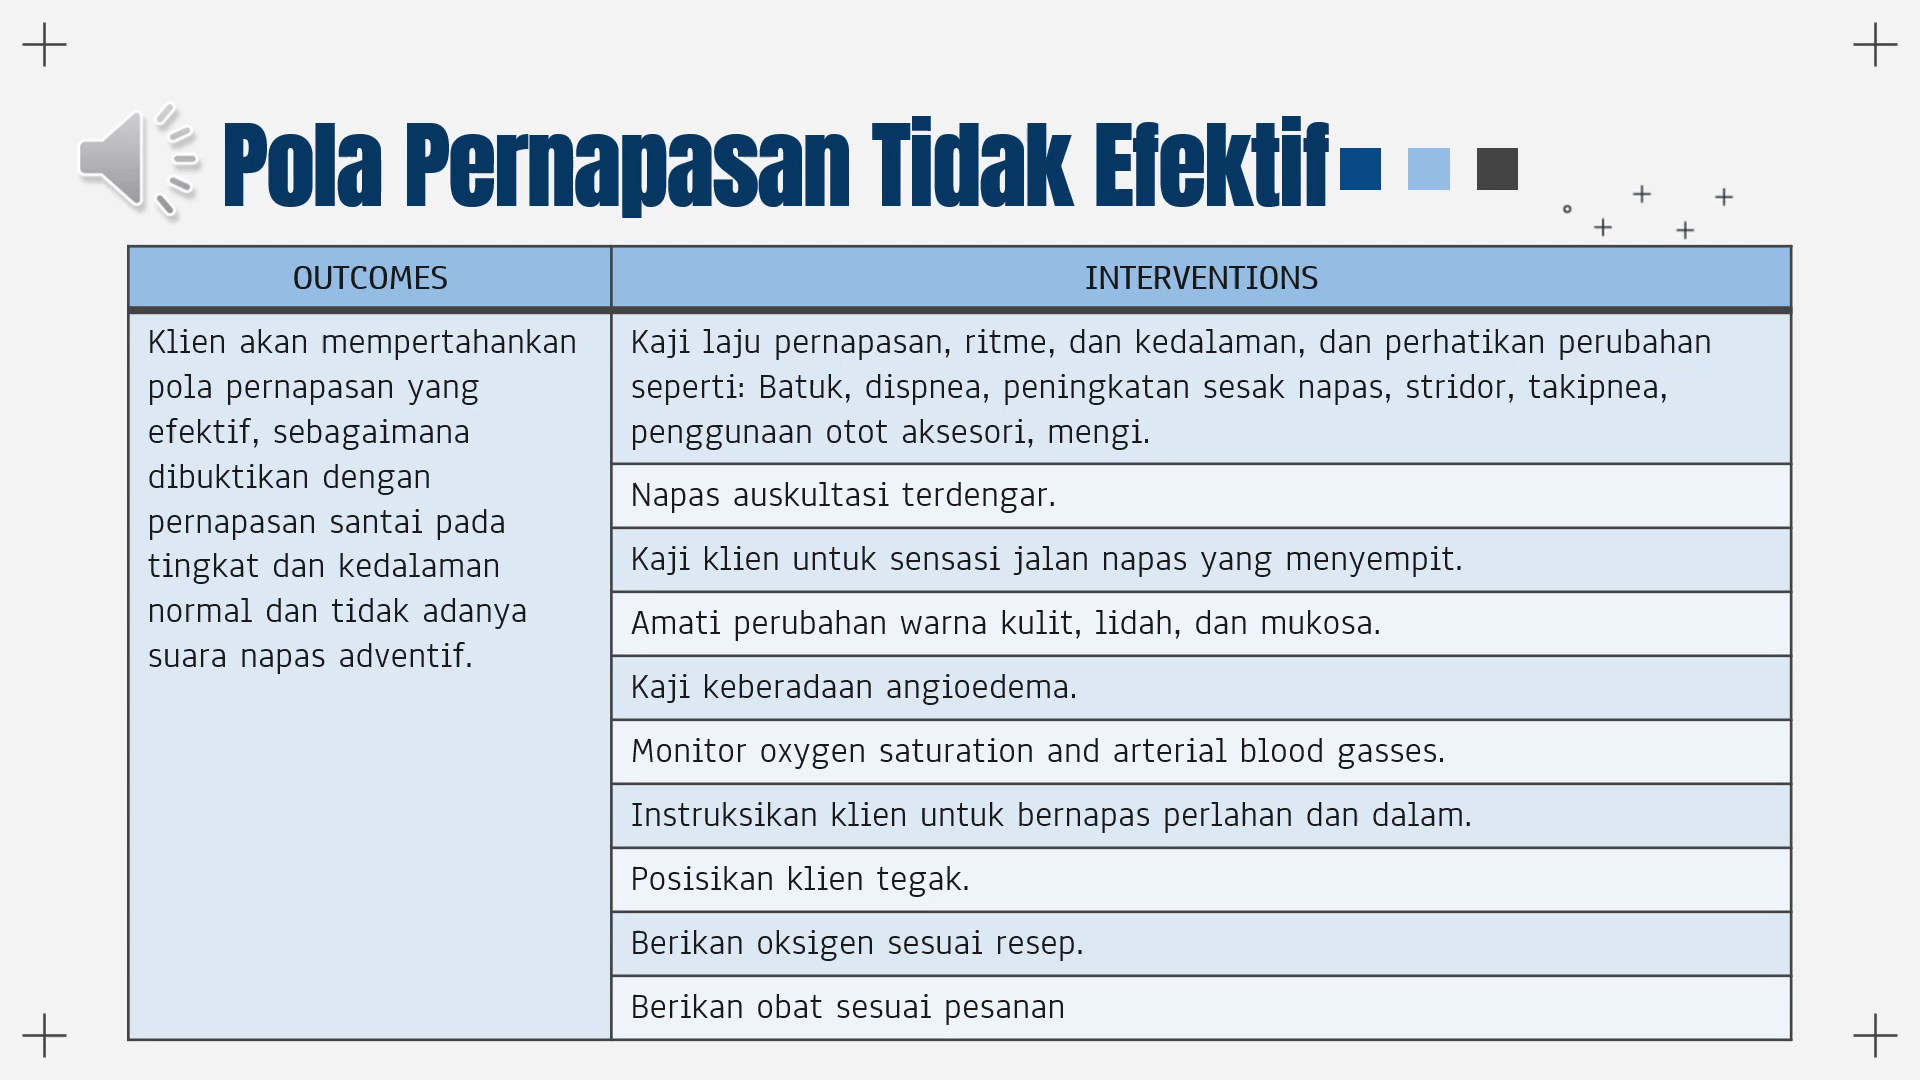 Pola Pernapasan Tidak Efektif
OUTCOMES
INTERVENTIONS
Klien akan mempertahankan
pola pernapasan yang
efektif, sebagaimana
dibuktikan dengan
pernapasan santai pada
tingkat dan kedalaman
normal dan tidak adanya
suara napas adventif.
Kaji laju pernapasan, ritme, dan kedalaman, dan perhatikan perubahan
seperti: Batuk, dispnea, peningkatan sesak napas, stridor, takipnea,
penggunaan otot aksesori, mengi.
Napas auskultasi terdengar.
Kaji klien untuk sensasi jalan napas yang menyempit.
Amati perubahan warna kulit, lidah, dan mukosa.
Kaji keberadaan angioedema.
Monitor oxygen saturation and arterial blood gasses.
Instruksikan klien untuk bernapas perlahan dan dalam.
Posisikan klien tegak.
Berikan oksigen sesuai resep.
Berikan obat sesuai pesanan